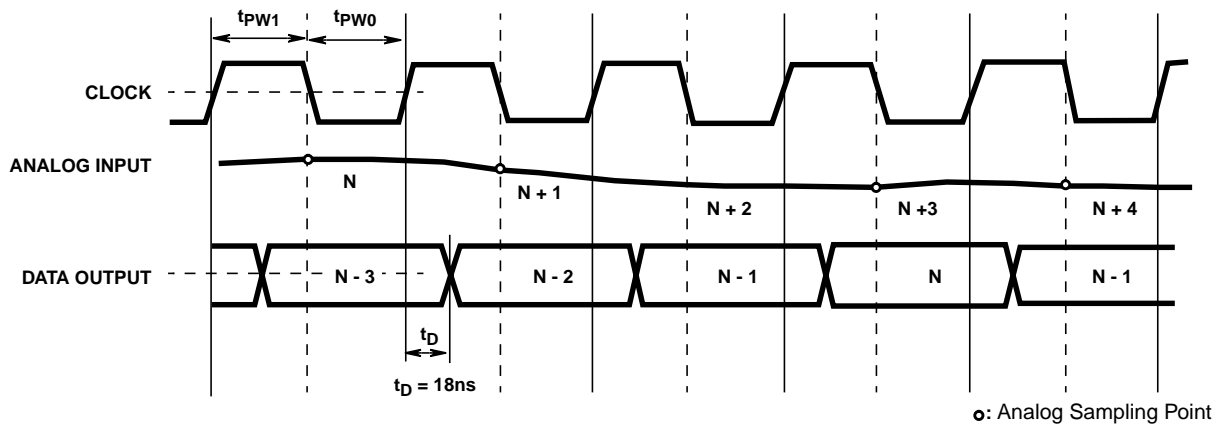 tPW1 tPW0
CLOCK
ANALOG INPUT
N
N + 1
N + 2
N +3
N + 4
DATA OUTPUT
N - 3
N - 2
N - 1
N
N - 1
tD
tD = 18ns
o: Analog Sampling Point